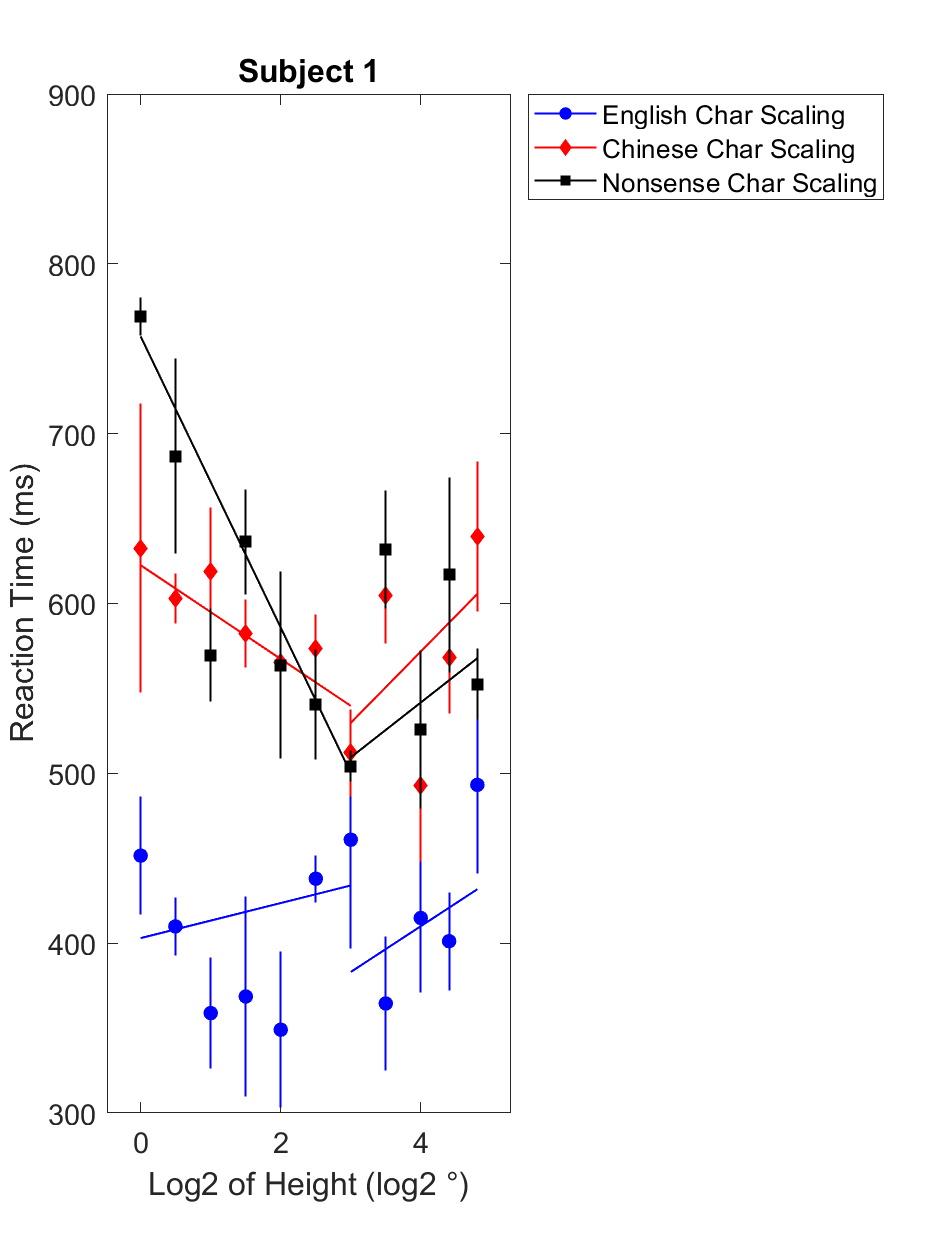 Subject 1
900
800
700
600
500
400
300
Reaction Time (ms)
0 2 4
Log2 of Height (log2 °)
English Char Scaling
Chinese Char Scaling
Nonsense Char Scaling